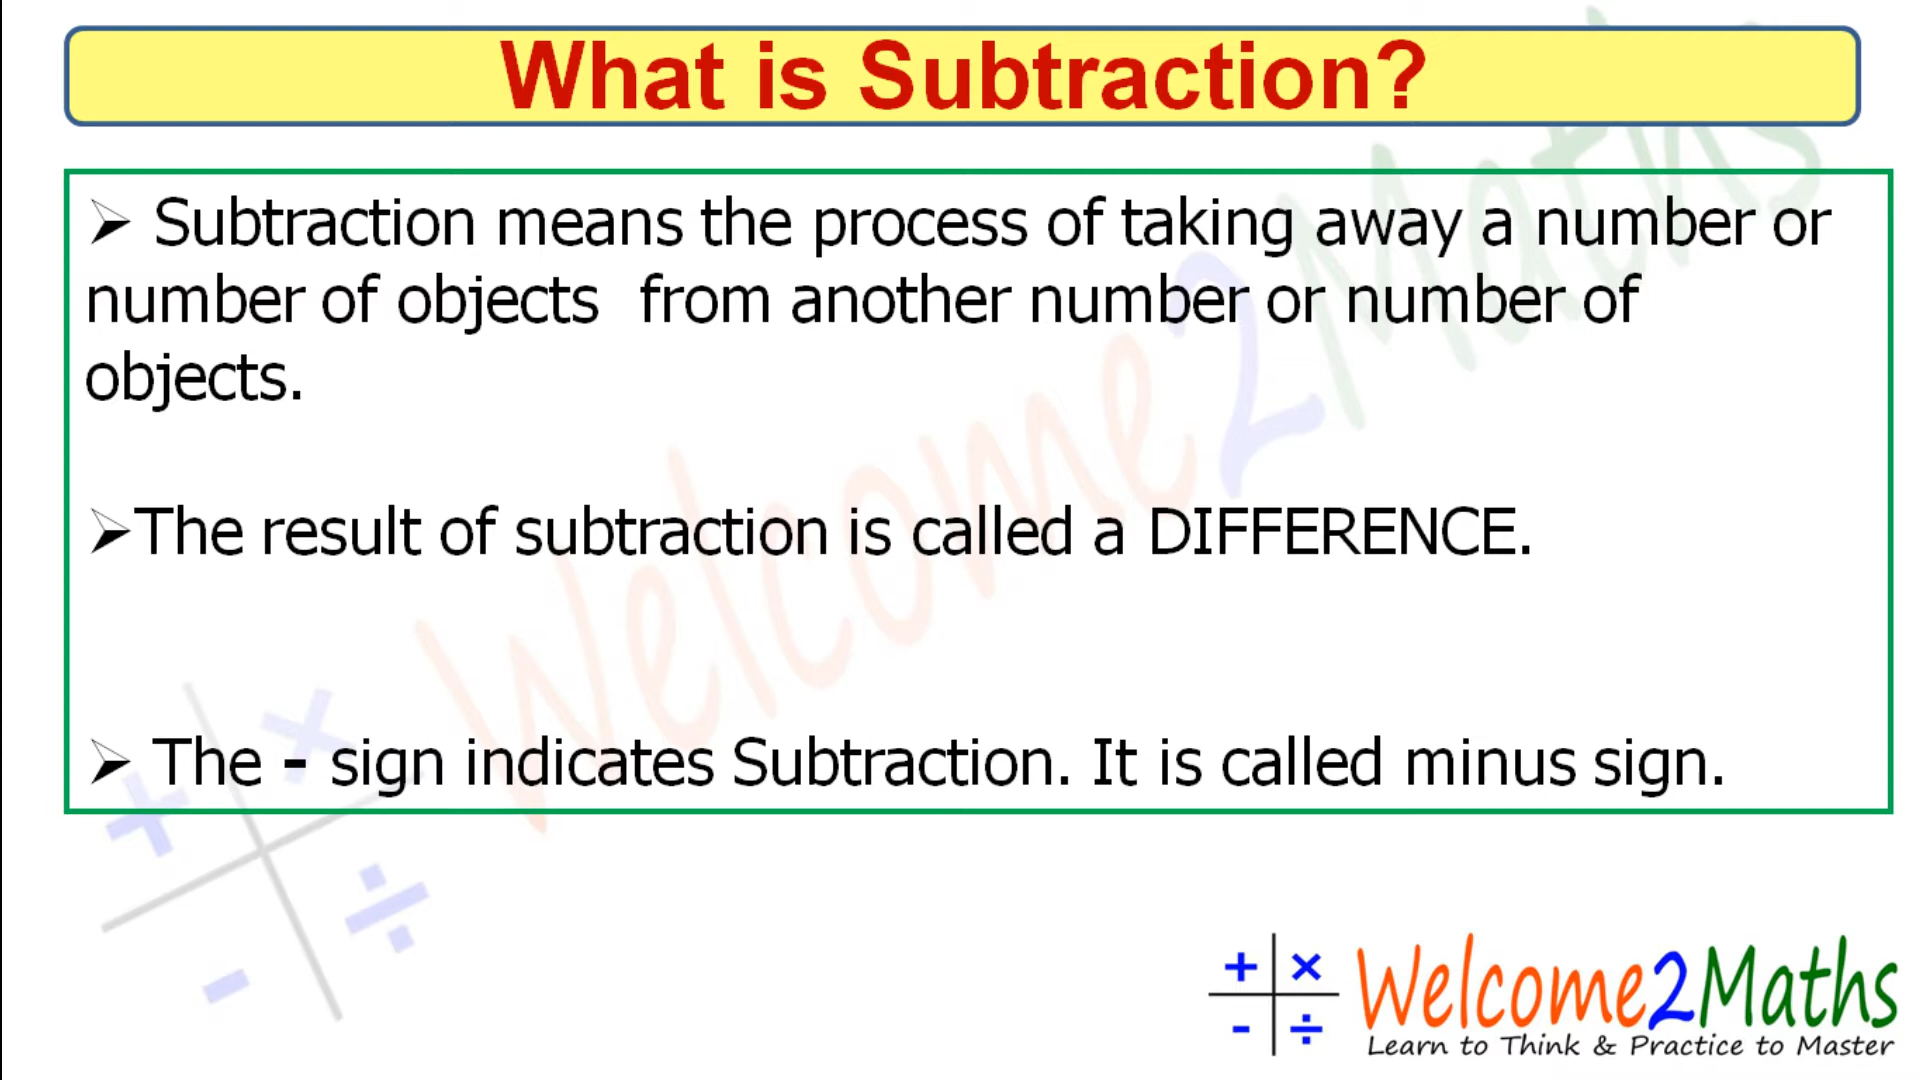 What is Subtraction?
➢ Subtraction means the process of taking away a number or
number of objects  from another number or number of
objects.
➢The result of subtraction is called a DIFFERENCE.
➢ The - sign indicates Subtraction. It is called minus sign.
Welcome2Maths
+ × - ÷
+ × Welcome2Maths
- ÷ Learn to Think & Practice to Master